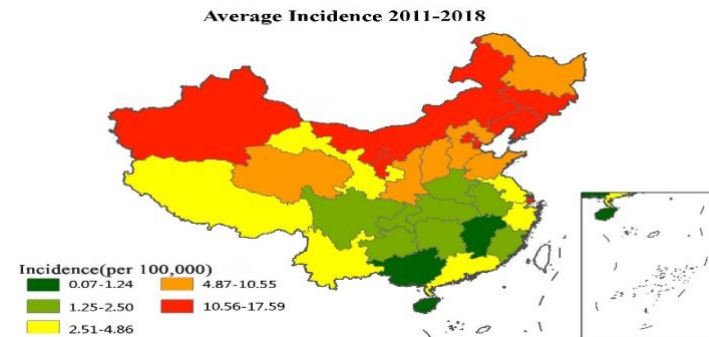 Average Incidence 2011-2018
Incidence(per 100,000)
0.07-1.24
4.87-10.55
1.25-2.50
10.56-17.59
2.51-4.86